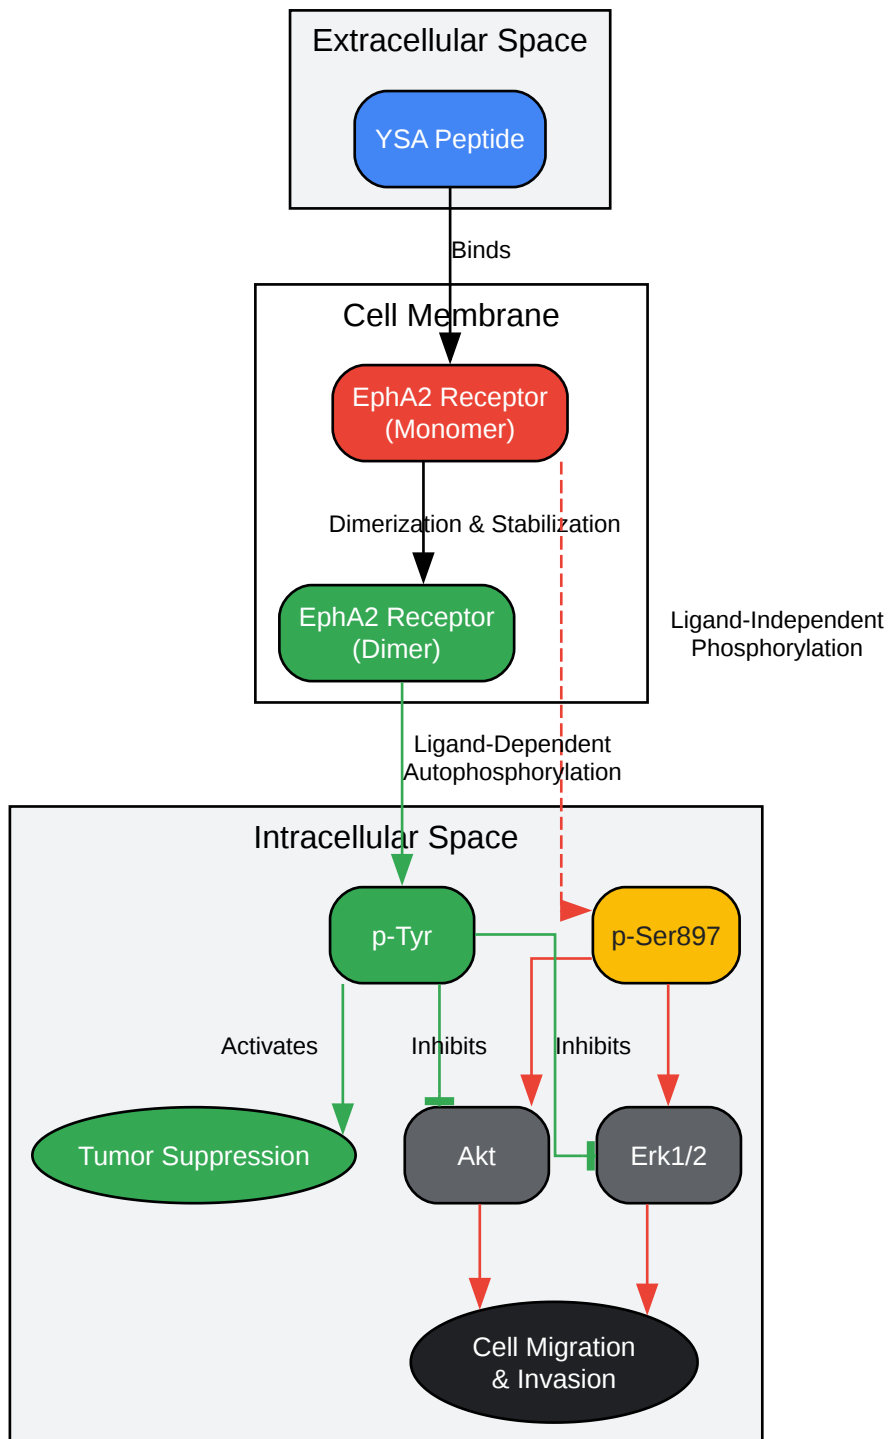 Extracellular Space
YSA Peptide
Binds
Cell Membrane
EphA2 Receptor
(Monomer)
Dimerization & Stabilization
EphA2 Receptor
(Dimer)
Ligand-Independent
Phosphorylation
Ligand-Dependent
Autophosphorylation
Intracellular Space
p-Tyr
p-Ser897
Activates
Inhibits
Inhibits
Tumor Suppression
Akt
Erk1/2
Cell Migration
& Invasion